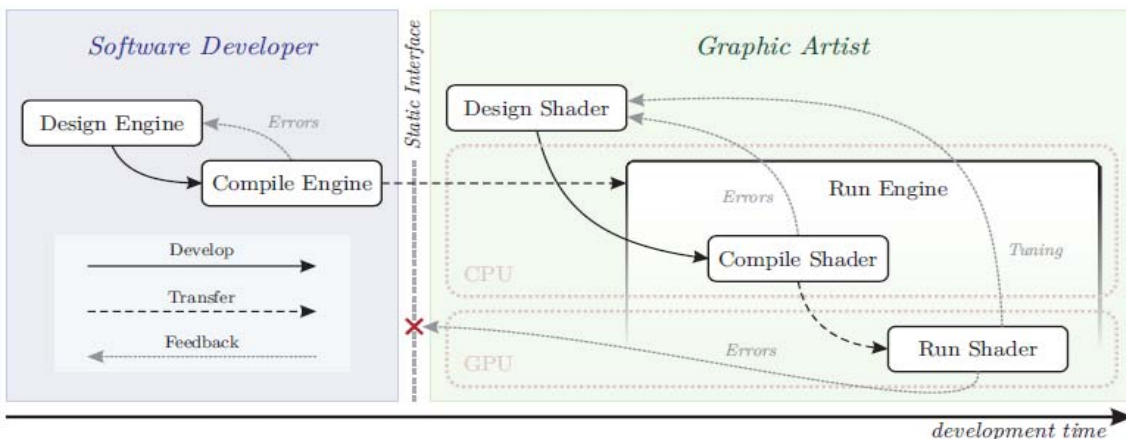 Software Developer
Static Interface
Graphic Artist
Design Engine
Errors
Compile Engine
Design Shader
Errors
Run Engine
Compile Shader
Tuning
CPU
Develop
Transfer
Feedback
GPU
Errors
Run Shader
development time